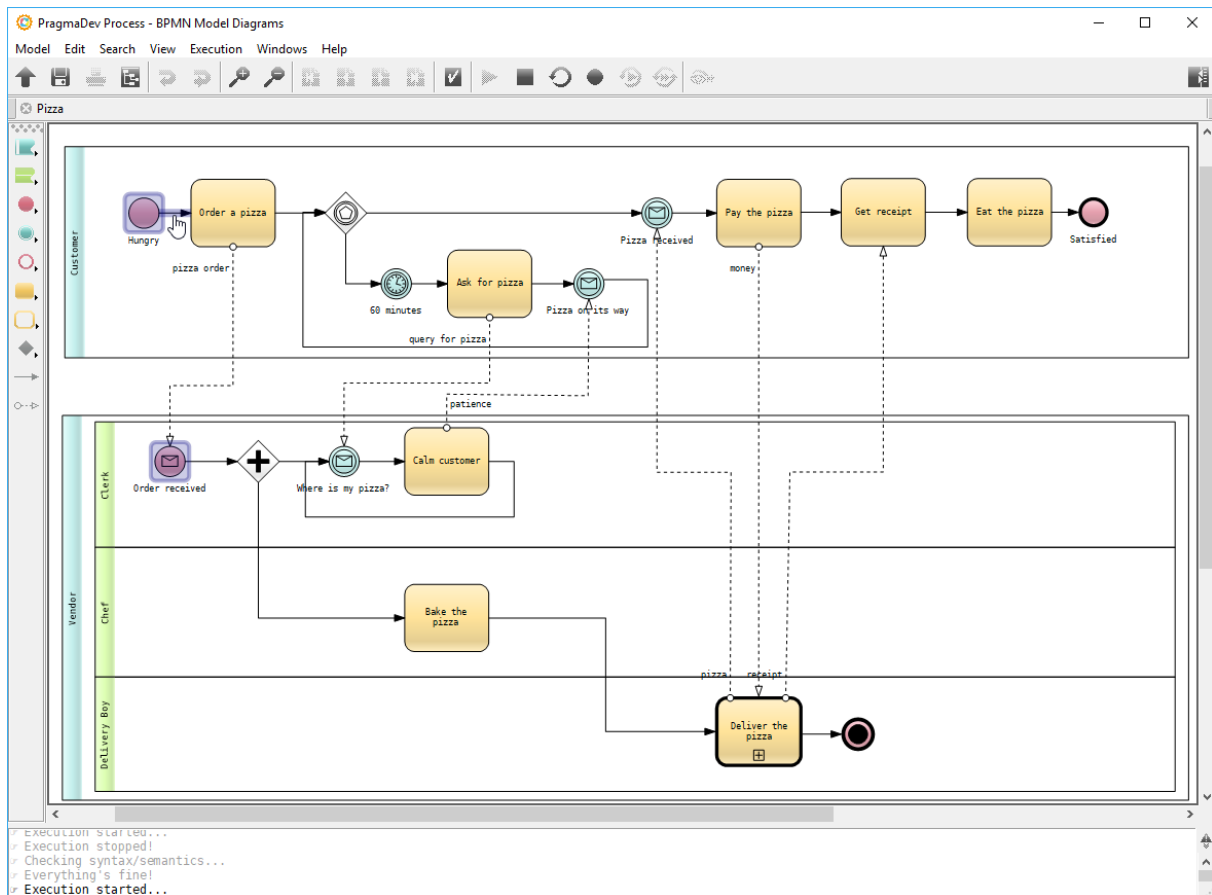 PragmaDev Process - BPMN Model Diagrams
Model Edit Search View Execution Windows Help
Pizza
Customer
Hungry
Order a pizza
pizza order
60 minutes
Ask for pizza
query for pizza
Pizza on its way
Pizza received
Pay the pizza
money
Get receipt
Eat the pizza
Satisfied
patience
Vendor
Clerk
Order received
Where is my pizza?
Calm customer
Chef
Bake the
pizza
Delivery Boy
pizza
receipt
Deliver the
pizza
Execution started...
Execution stopped!
Checking syntax/semantics...
Everything's fine!
Execution started...